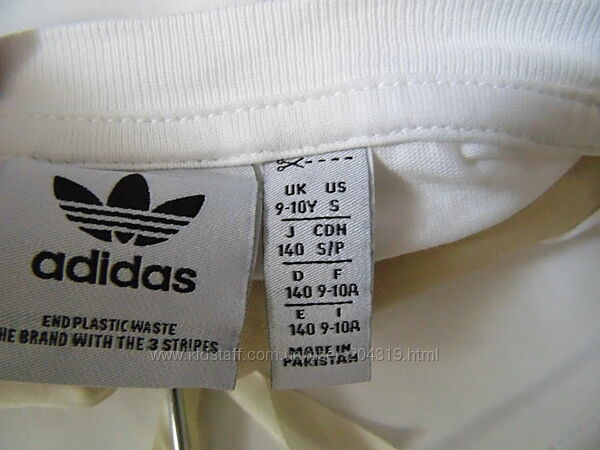 adidas
END PLASTIC WASTE
HE BRAND WITH THE 3 STRIPES
UK US
9-10Y S
J CDN
140 S/P
D F
140 9-10A
E I
140 9-10A
MADE IN
PAKISTAN